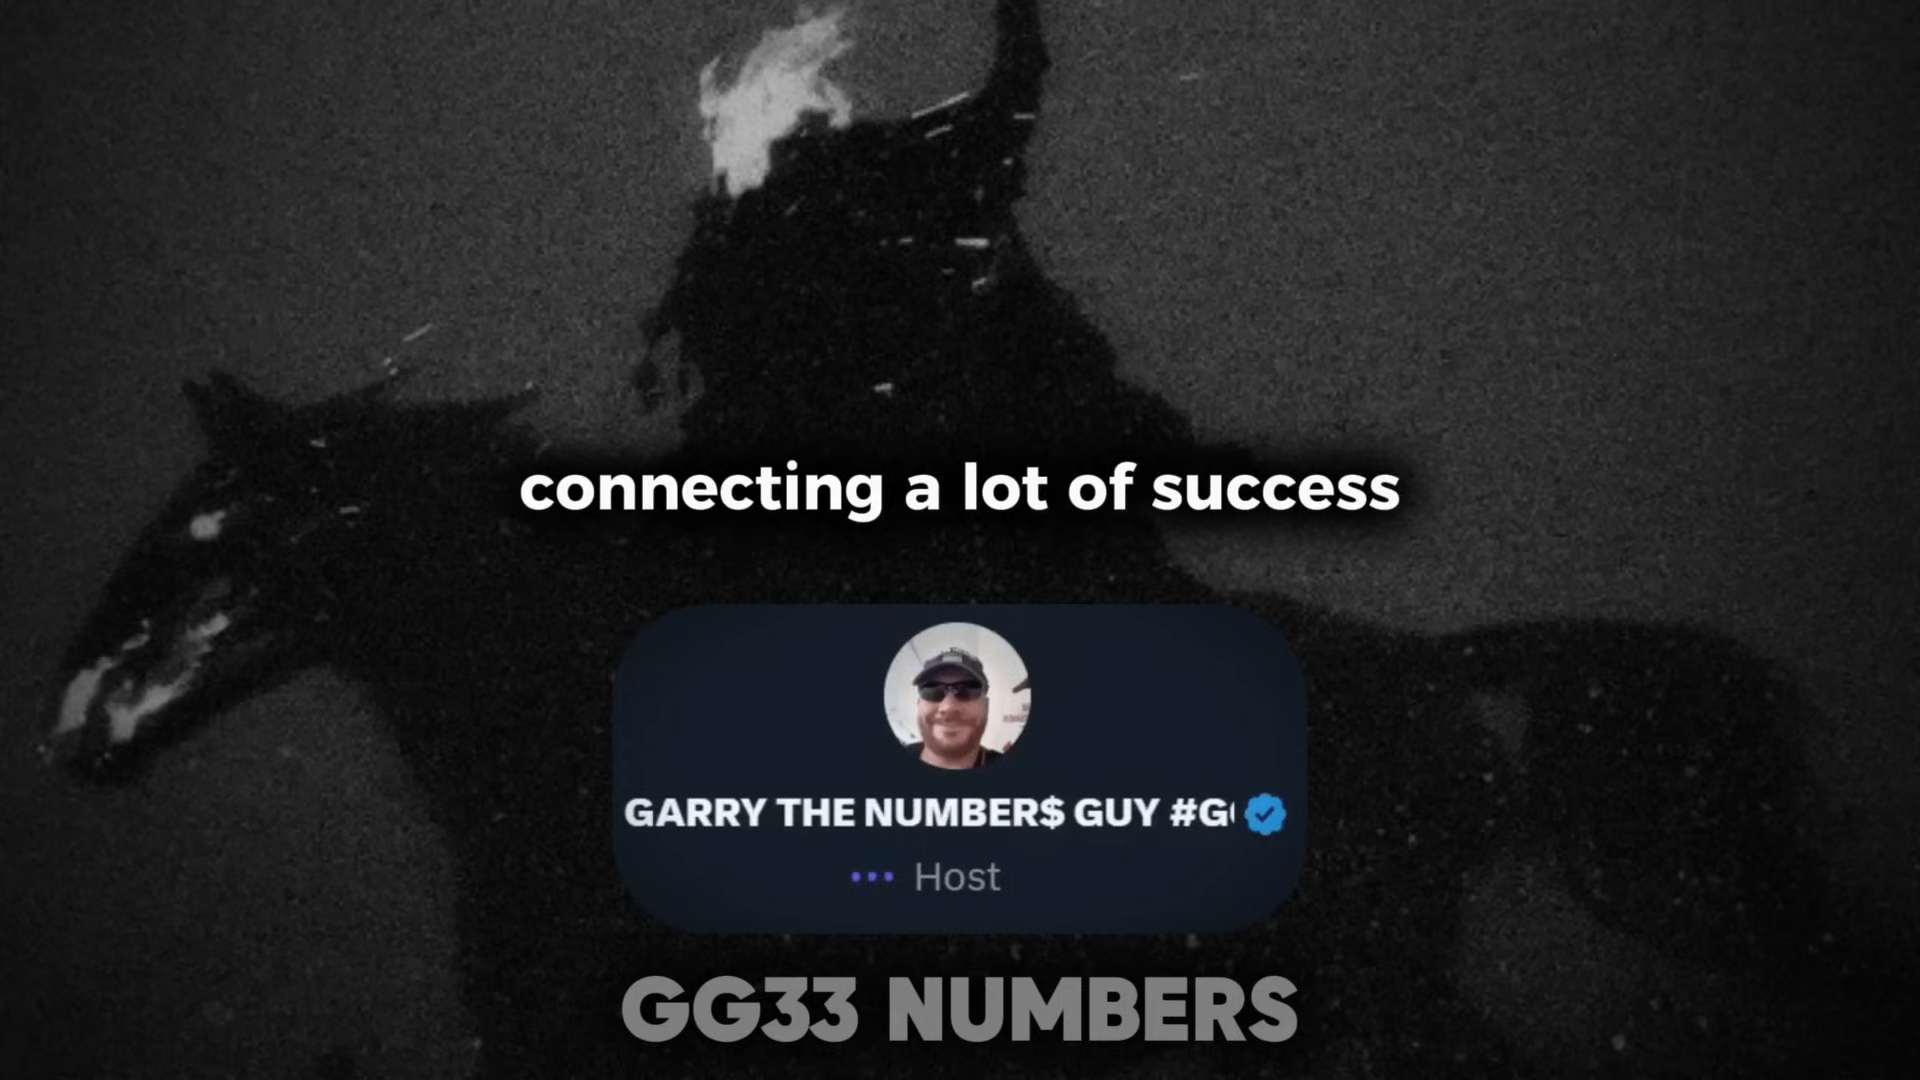 connecting a lot of success
GARRY THE NUMBER$ GUY #G
Host
GG33 NUMBERS